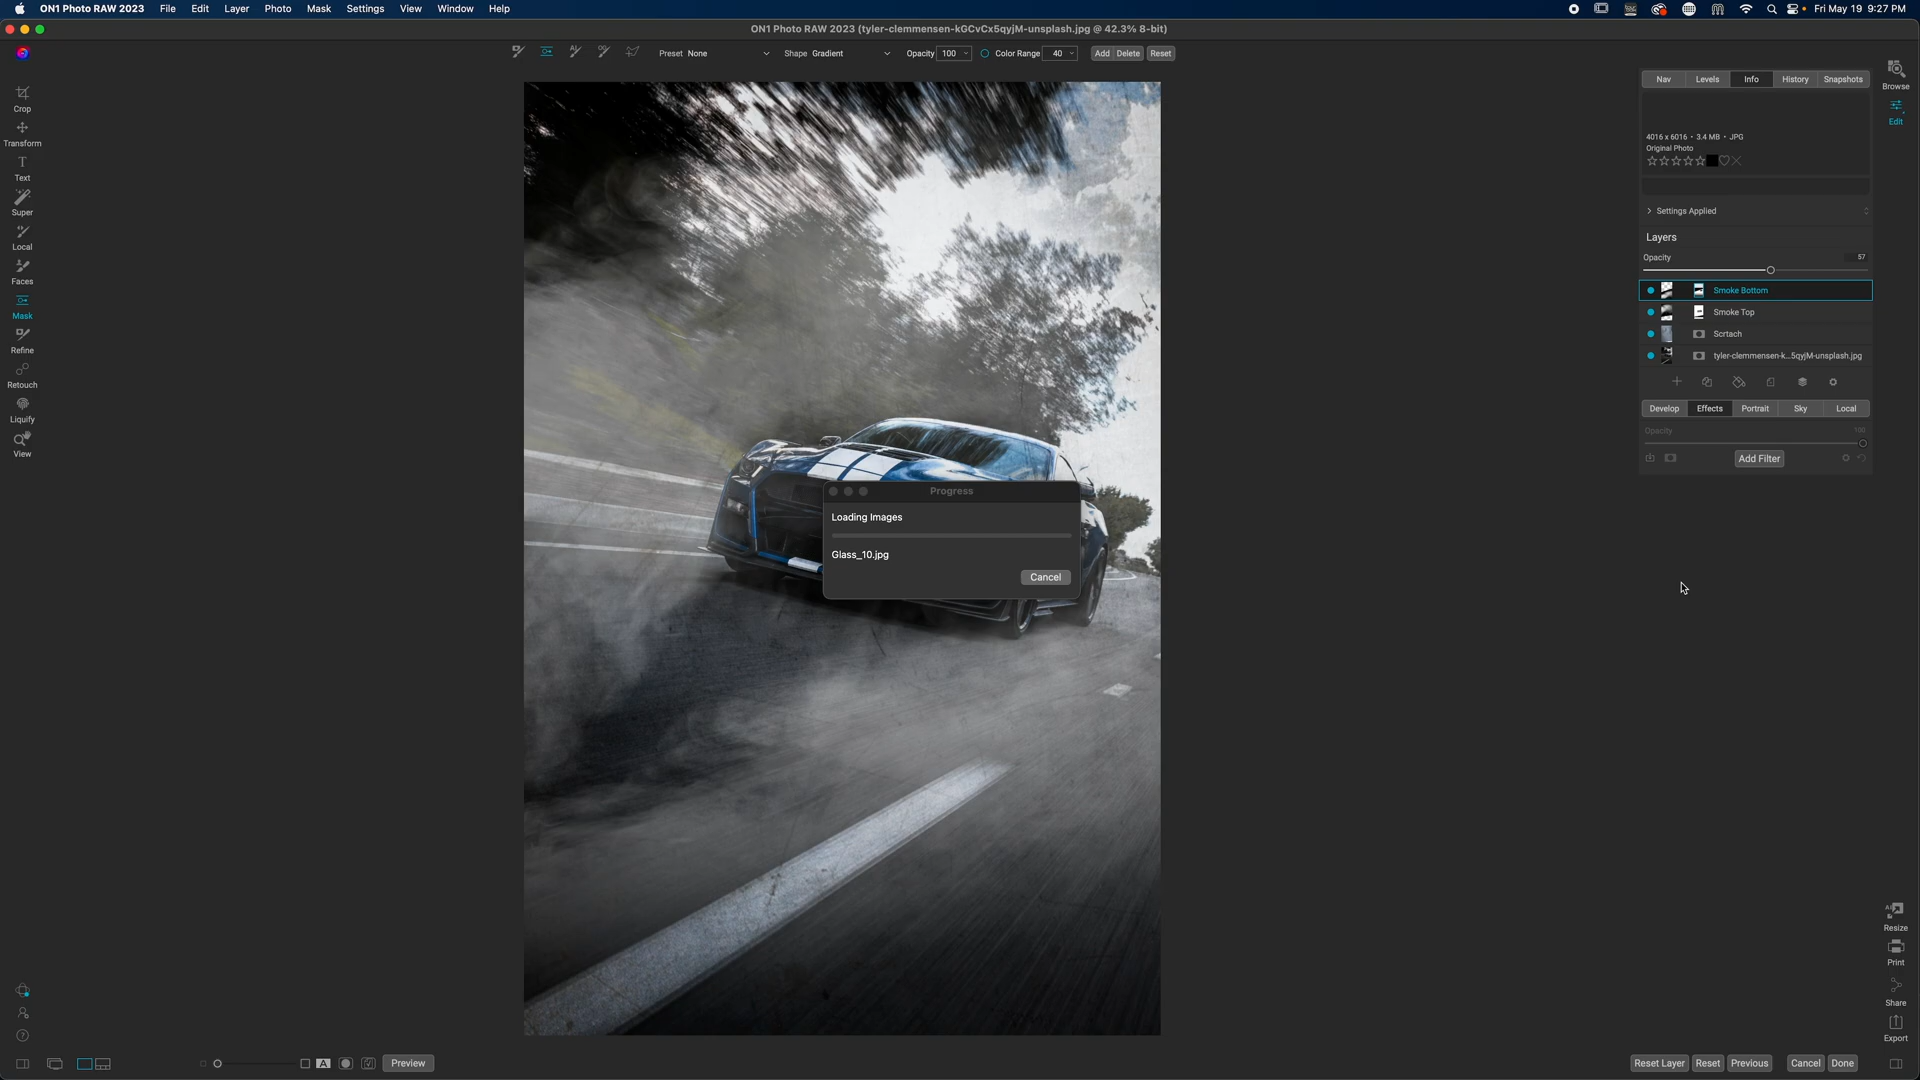 ON1 Photo RAW 2023 File Edit Layer Photo Mask Settings View Window Help Fri May 19 9:27 PM
ON1 Photo RAW 2023 (tyler-clemmensen-kGCvCx5qyjM-unsplash.jpg @ 42.3% 8-bit)
Preset None Shape Gradient Opacity 100 Color Range 40 Add Delete Reset
Crop
Transform
Text
Super
Local
Faces
Mask
Refine
Retouch
Liquify
View
Progress
Loading Images
Glass_10.jpg
Cancel
Nav Levels Info History Snapshots
4016 x 6016 • 3.4 MB • JPG
Original Photo
Settings Applied
Layers
Opacity 57
Smoke Bottom
Smoke Top
Scrtach
tyler-clemmensen-k...5qyjM-unsplash.jpg
Develop Effects Portrait Sky Local
Opacity 100
Add Filter
Browse
Edit
Resize
Print
Share
Export
A Preview
Reset Layer Reset Previous Cancel Done